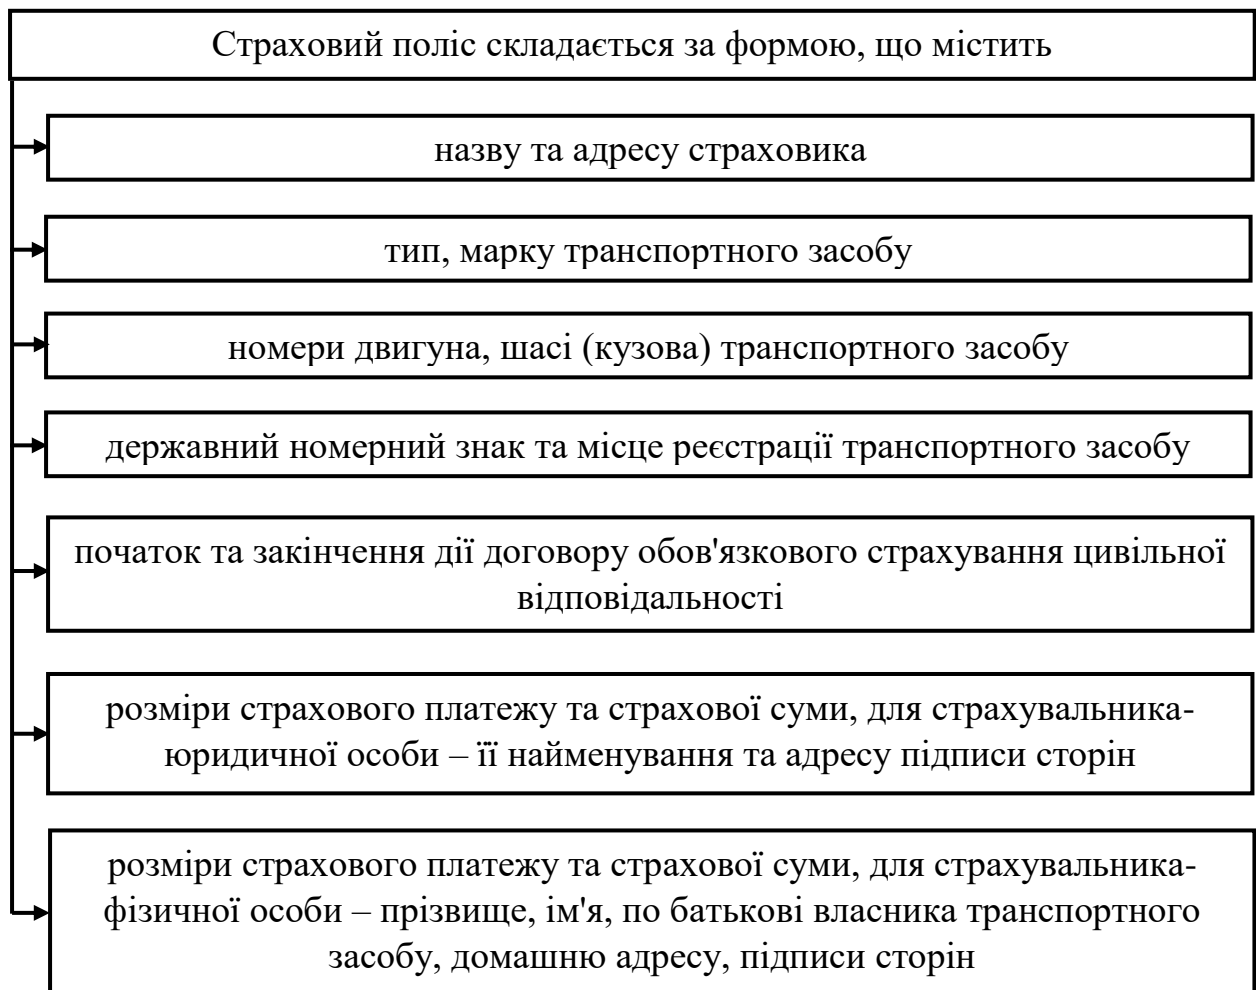 Страховий поліс складається за формою, що містить
назву та адресу страховика
тип, марку транспортного засобу
номери двигуна, шасі (кузова) транспортного засобу
державний номерний знак та місце реєстрації транспортного засобу
початок та закінчення дії договору обов'язкового страхування цивільної
відповідальності
розміри страхового платежу та страхової суми, для страхувальника-
юридичної особи – її найменування та адресу підписи сторін
розміри страхового платежу та страхової суми, для страхувальника-
фізичної особи – прізвище, ім'я, по батькові власника транспортного
засобу, домашню адресу, підписи сторін